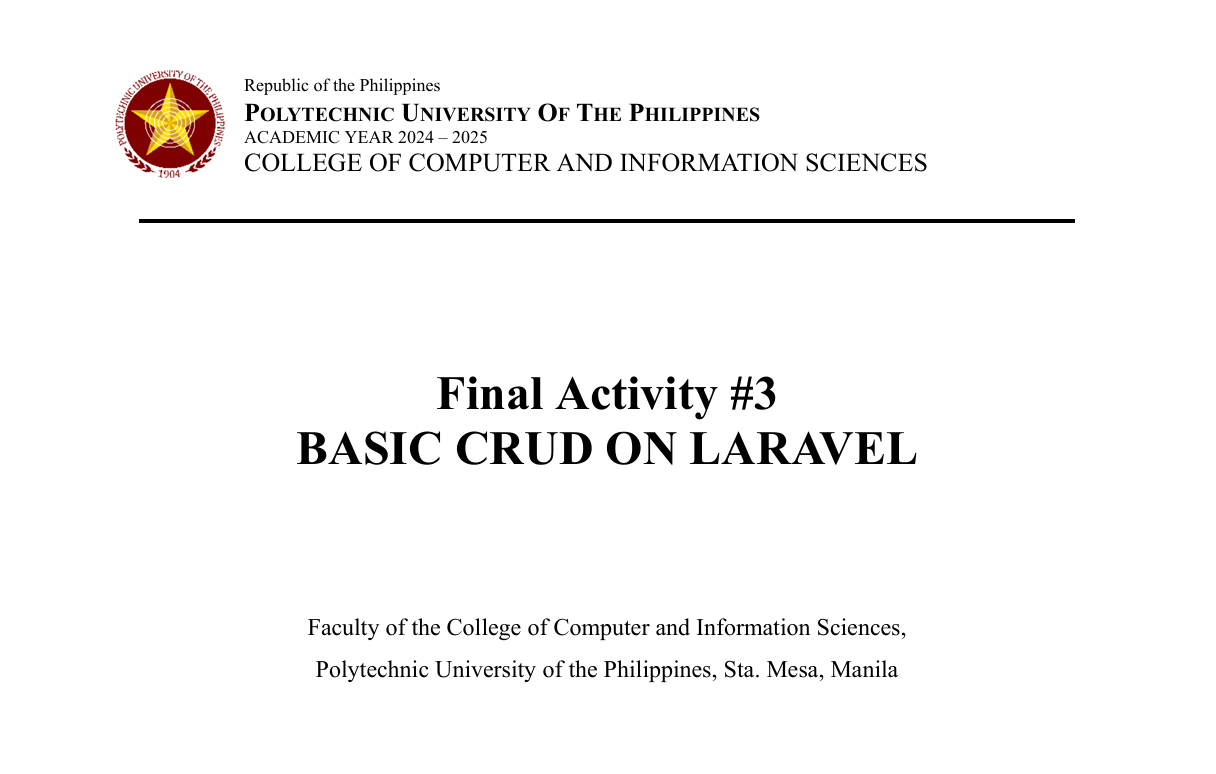 POLYTECHNIC UNIVERSITY OF THE PHILIPPINES
1904
Republic of the Philippines
POLYTECHNIC UNIVERSITY OF THE PHILIPPINES
ACADEMIC YEAR 2024 – 2025
COLLEGE OF COMPUTER AND INFORMATION SCIENCES
Final Activity #3
BASIC CRUD ON LARAVEL
Faculty of the College of Computer and Information Sciences,
Polytechnic University of the Philippines, Sta. Mesa, Manila